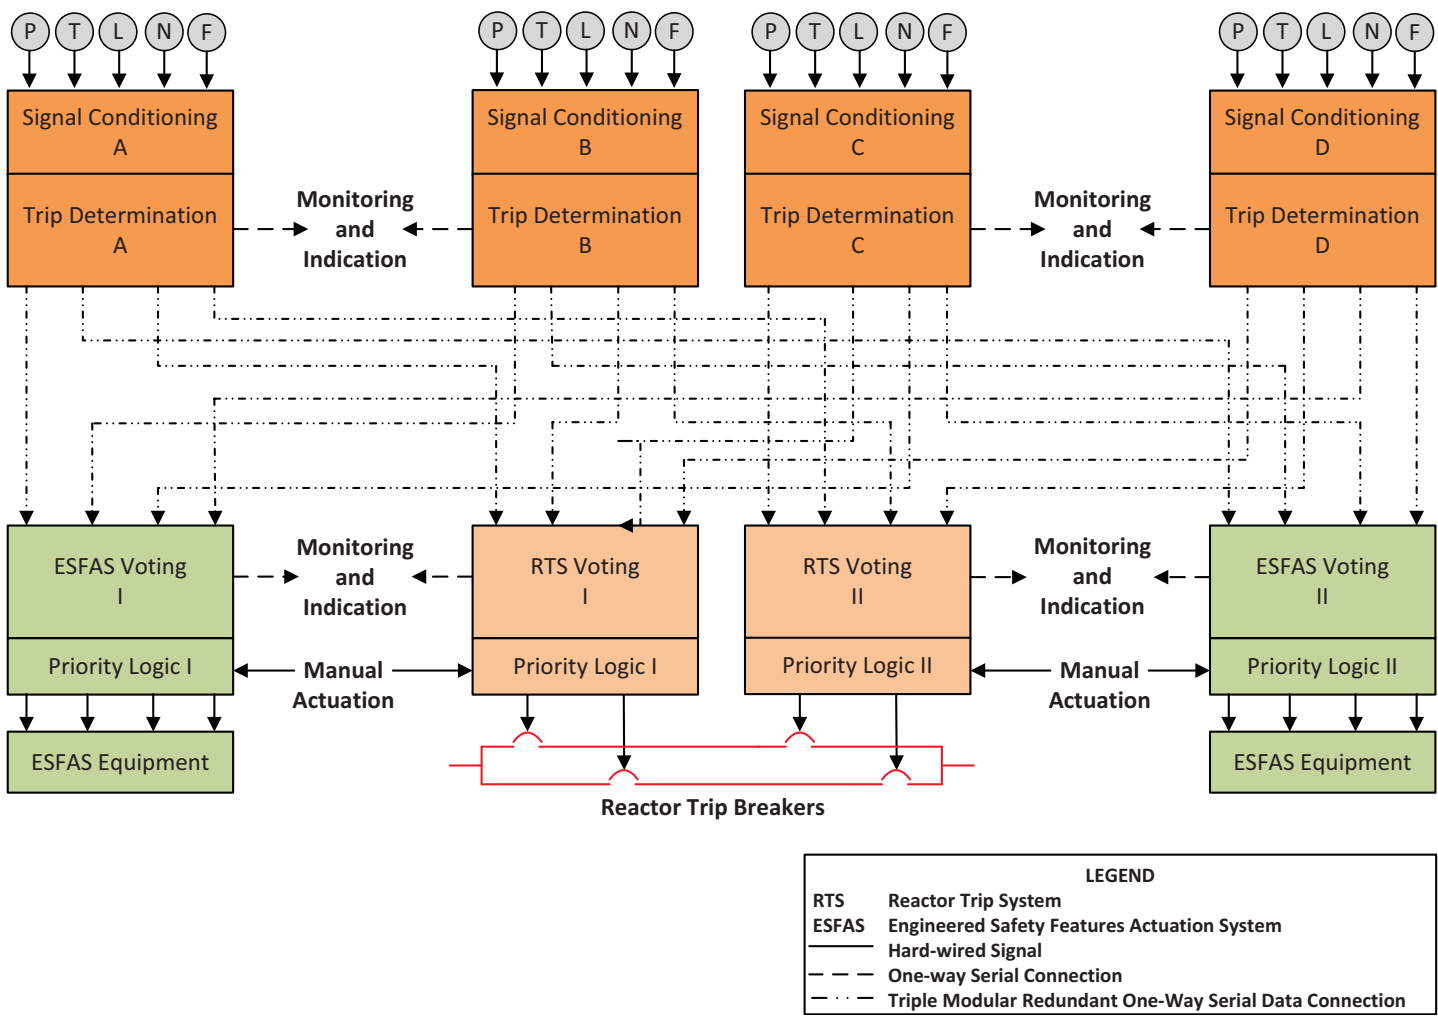 P T L N F P T L N F P T L N F P T L N F
Signal Conditioning
A
Signal Conditioning
B
Signal Conditioning
C
Signal Conditioning
D
Trip Determination
A
Monitoring
and
Indication
Trip Determination
B
Trip Determination
C
Monitoring
and
Indication
Trip Determination
D
ESFAS Voting
I
Monitoring
and
Indication
RTS Voting
I
RTS Voting
II
Monitoring
and
Indication
ESFAS Voting
II
Priority Logic I
Manual
Actuation
Priority Logic I
Priority Logic II
Manual
Actuation
Priority Logic II
ESFAS Equipment
ESFAS Equipment
Reactor Trip Breakers
LEGEND
RTS Reactor Trip System
ESFAS Engineered Safety Features Actuation System
Hard-wired Signal
One-way Serial Connection
Triple Modular Redundant One-Way Serial Data Connection